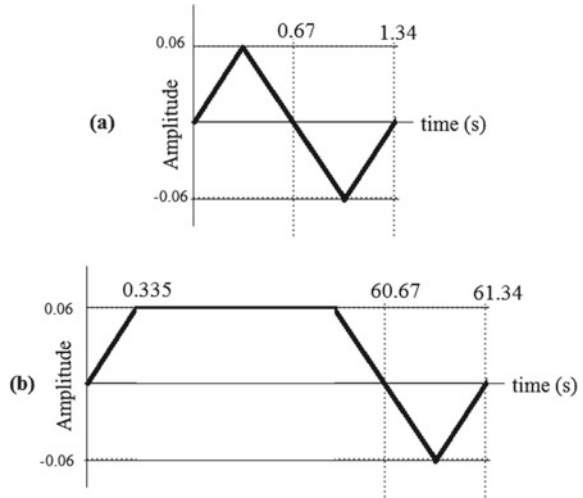 0.67 1.34
0.06
(a)
Amplitude
time (s)
-0.06
0.335 60.67 61.34
0.06
(b)
Amplitude
time (s)
-0.06